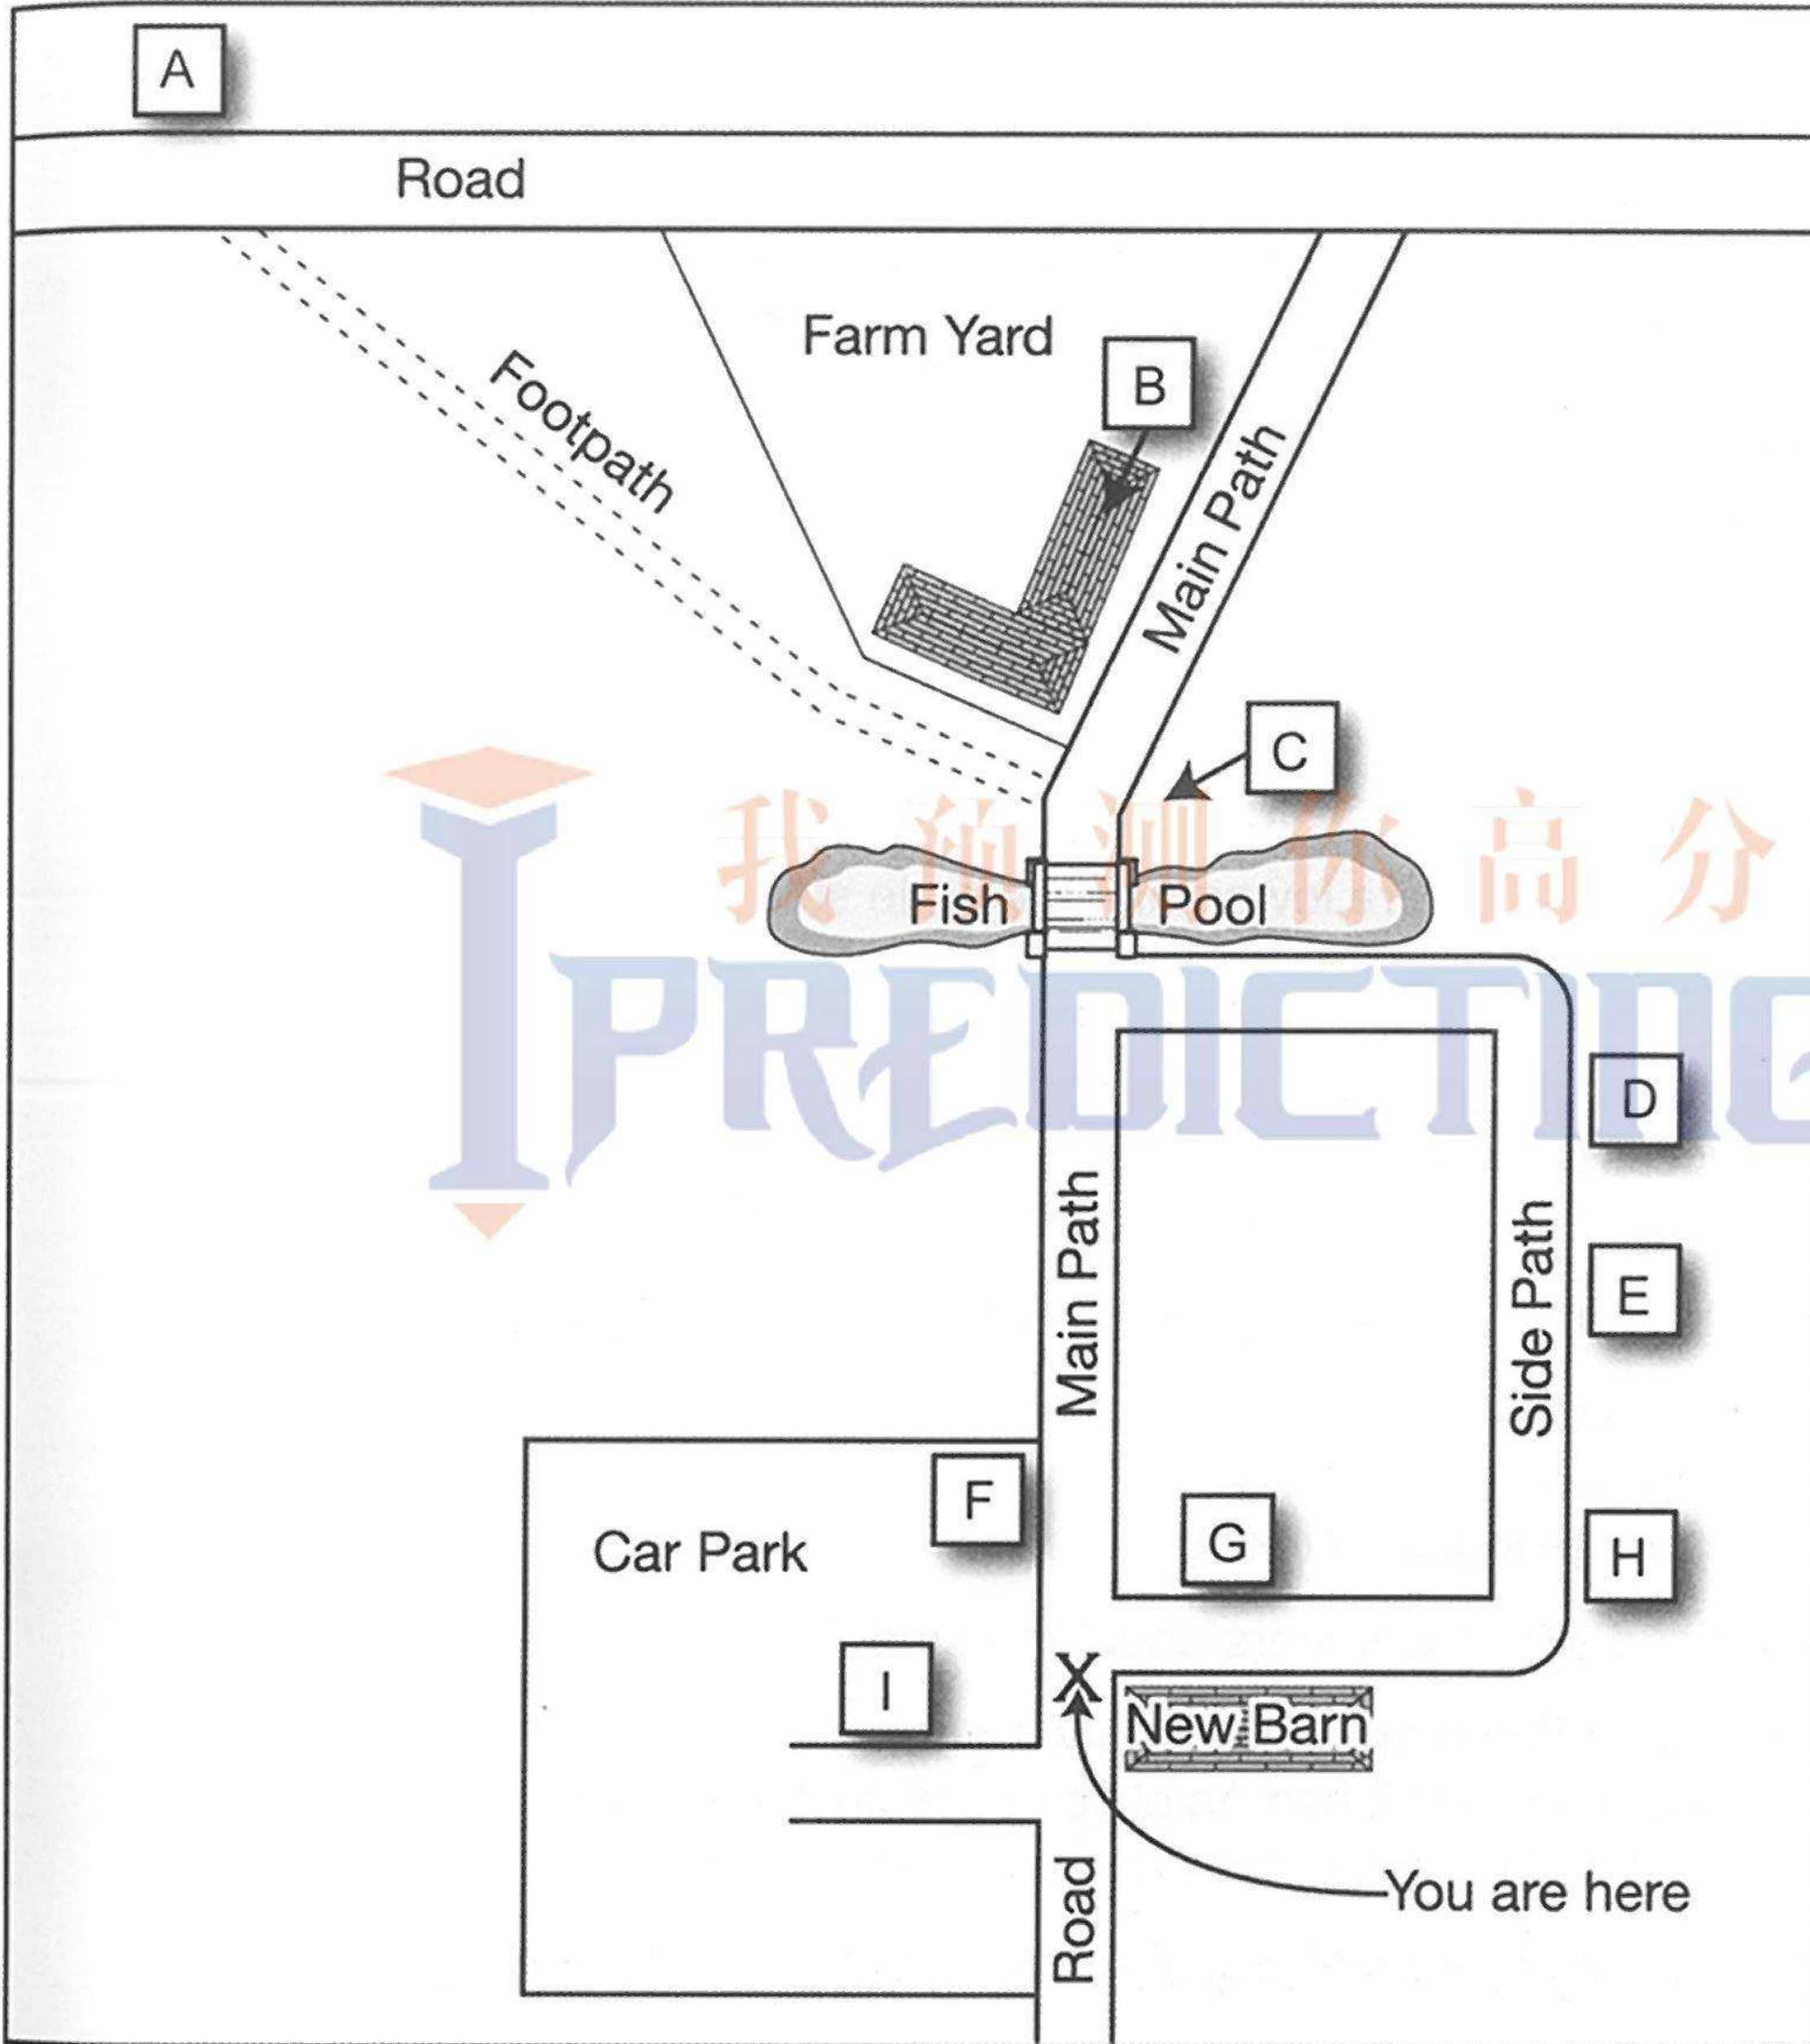 A
Road
Farm Yard
B
Footpath
Main Path
C
我预测你高分
Fish Pool
IPREDICTING
D
Main Path
Side Path
E
F
Car Park
G
H
I
X
New Barn
You are here
Road